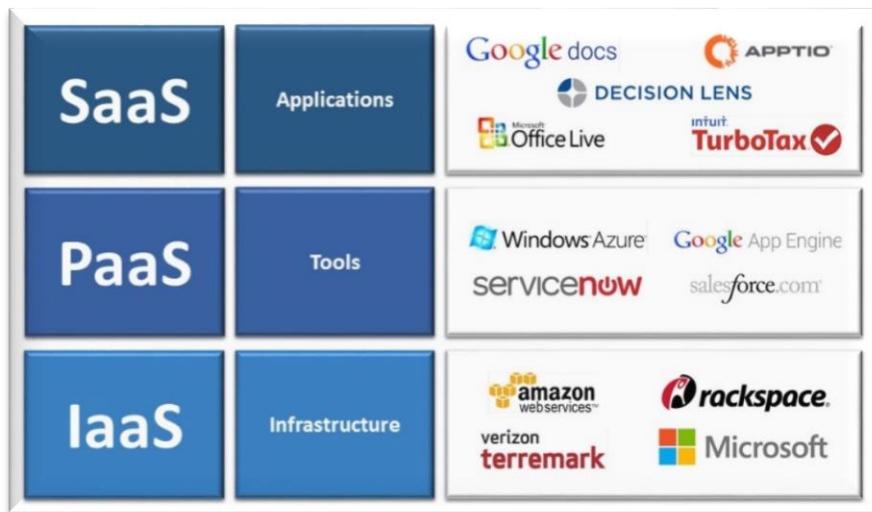 SaaS
Applications
Google docs
APPTIO
DECISION LENS
Microsoft
Office Live
intuit
TurboTax
PaaS
Tools
Windows Azure
Google App Engine
servicenow
salesforce.com
IaaS
Infrastructure
amazon
webservices™
rackspace.
verizon
terremark
Microsoft